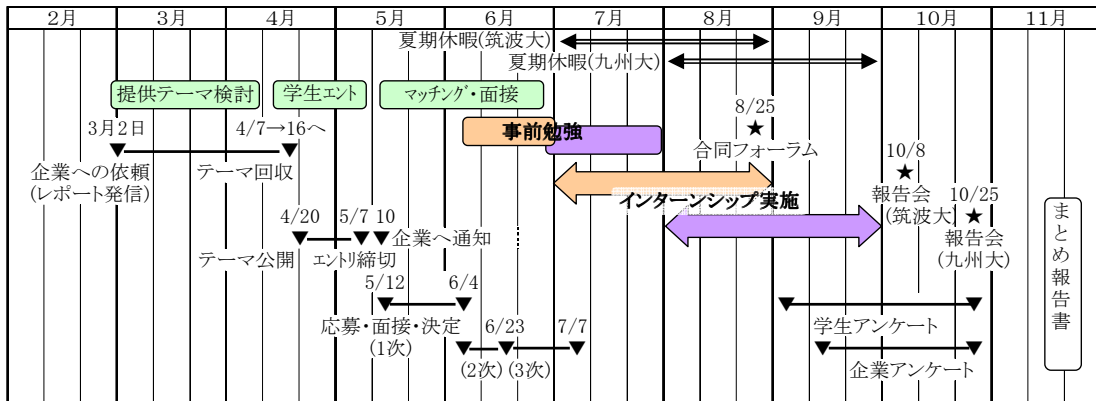 2月 3月 4月 5月 6月 7月 8月 9月 10月 11月
夏期休暇(筑波大)
夏期休暇(九州大)
提供テーマ検討 学生エント マッチング・面接
8/25
3月2日 4/7→16へ
事前勉強
★
企業への依頼
(レポート発信)
テーマ回収
合同フォーラム
10/8
★
インターンシップ実施
報告会
(筑波大)
10/25
★
4/20 5/7 10
企業へ通知
報告会
(九州大)
テーマ公開 エントリ締切
まとめ報告書
5/12 6/4
応募・面接・決定
(1次)
6/23 7/7
学生アンケート
(2次) (3次)
企業アンケート